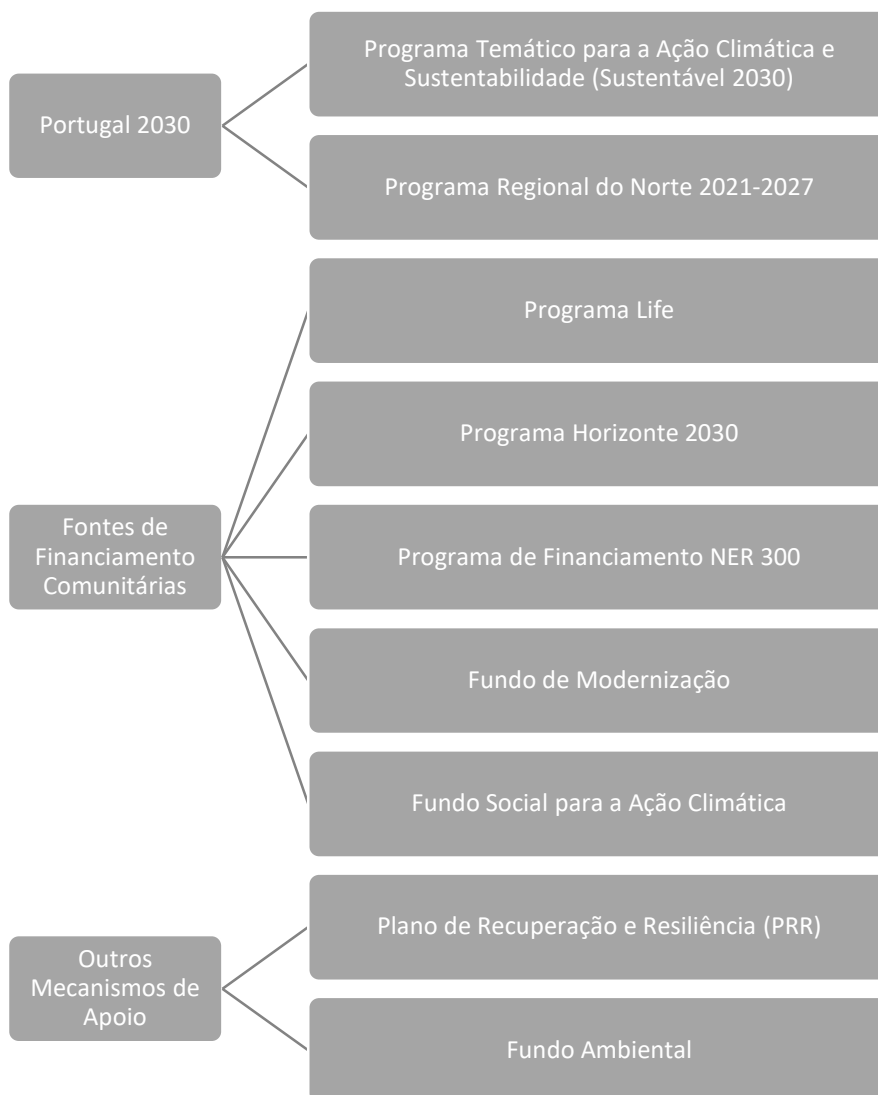 Portugal 2030
Programa Temático para a Ação Climática e
Sustentabilidade (Sustentável 2030)
Programa Regional do Norte 2021-2027
Fontes de
Financiamento
Comunitárias
Programa Life
Programa Horizonte 2030
Programa de Financiamento NER 300
Fundo de Modernização
Fundo Social para a Ação Climática
Outros
Mecanismos de
Apoio
Plano de Recuperação e Resiliência (PRR)
Fundo Ambiental